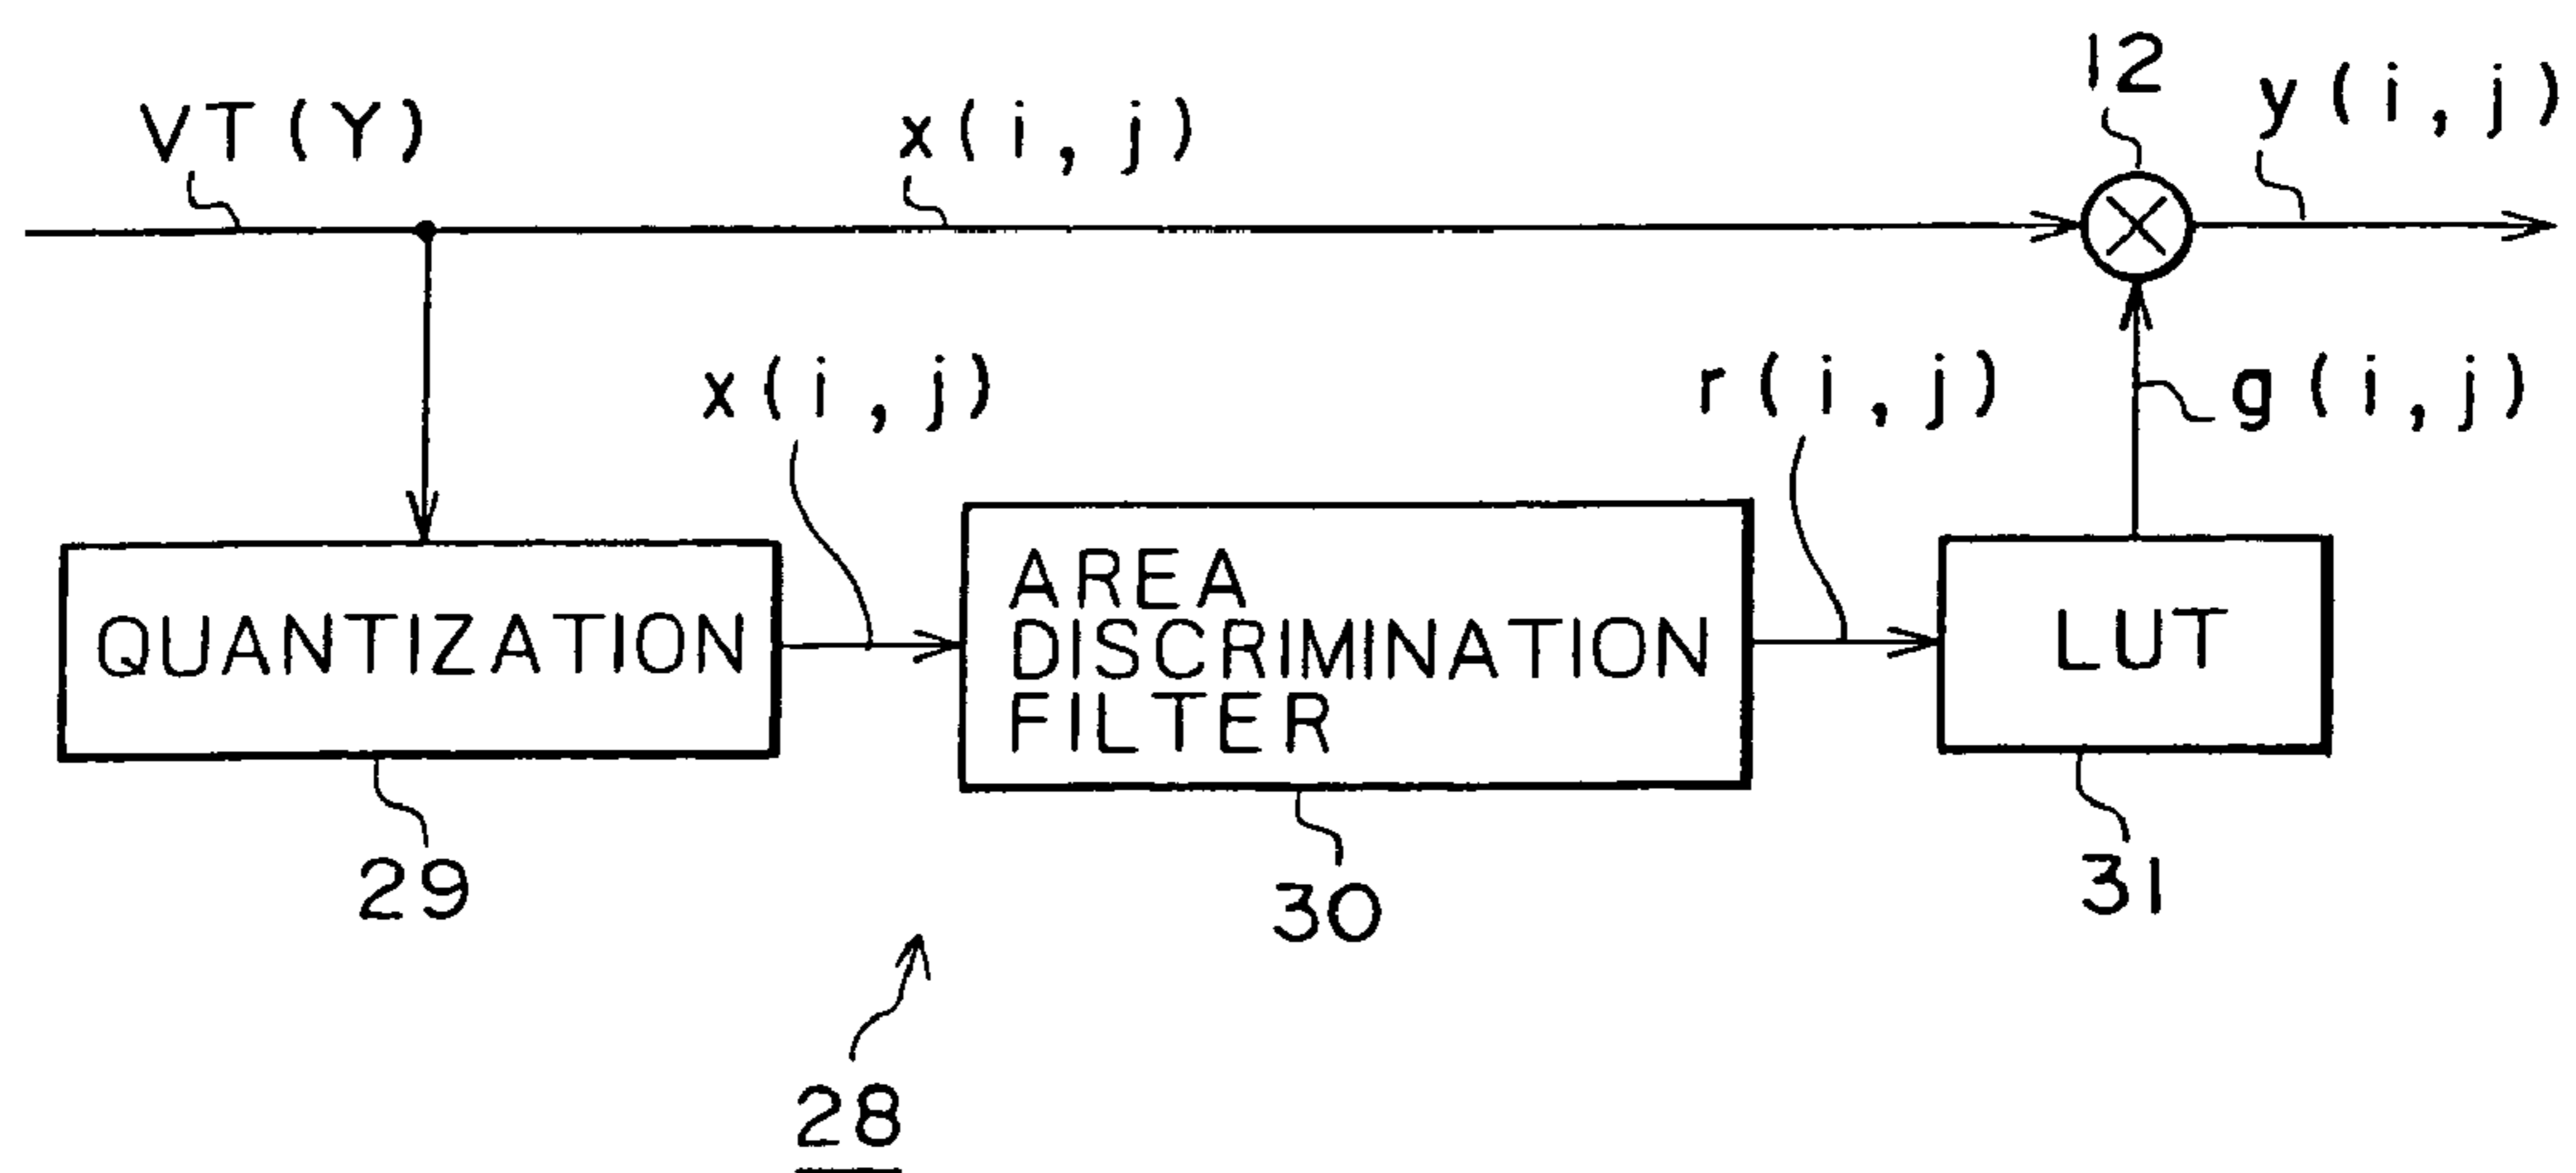 12
VT(Y)
x(i,j)
y(i,j)
x(i,j)
r(i,j)
g(i,j)
QUANTIZATION
AREA
DISCRIMINATION
FILTER
LUT
29
30
31
28